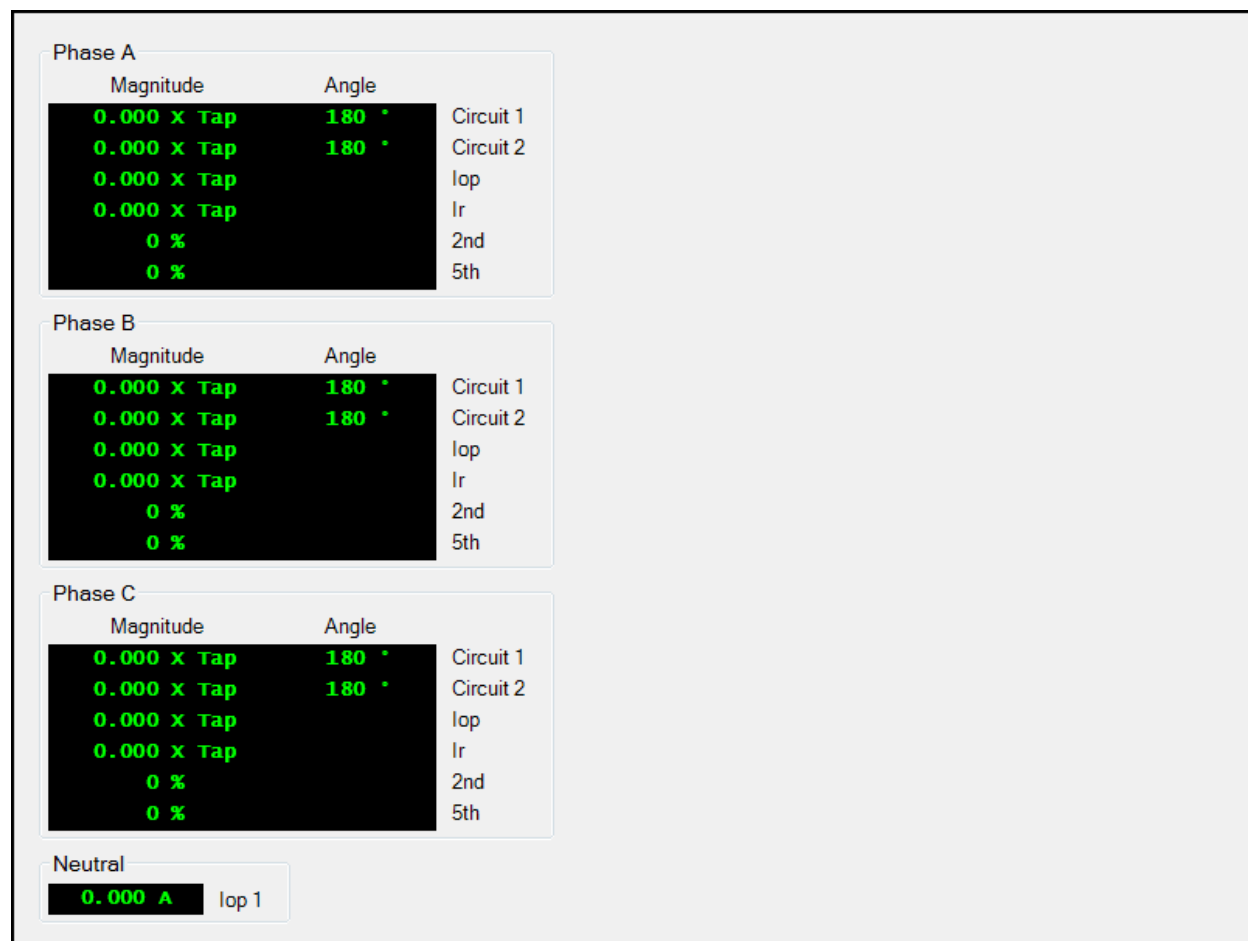 Phase A
Magnitude Angle
0.000 X Tap 180 ° Circuit 1
0.000 X Tap 180 ° Circuit 2
0.000 X Tap Iop
0.000 X Tap Ir
0 % 2nd
0 % 5th
Phase B
Magnitude Angle
0.000 X Tap 180 ° Circuit 1
0.000 X Tap 180 ° Circuit 2
0.000 X Tap Iop
0.000 X Tap Ir
0 % 2nd
0 % 5th
Phase C
Magnitude Angle
0.000 X Tap 180 ° Circuit 1
0.000 X Tap 180 ° Circuit 2
0.000 X Tap Iop
0.000 X Tap Ir
0 % 2nd
0 % 5th
Neutral
0.000 A Iop 1